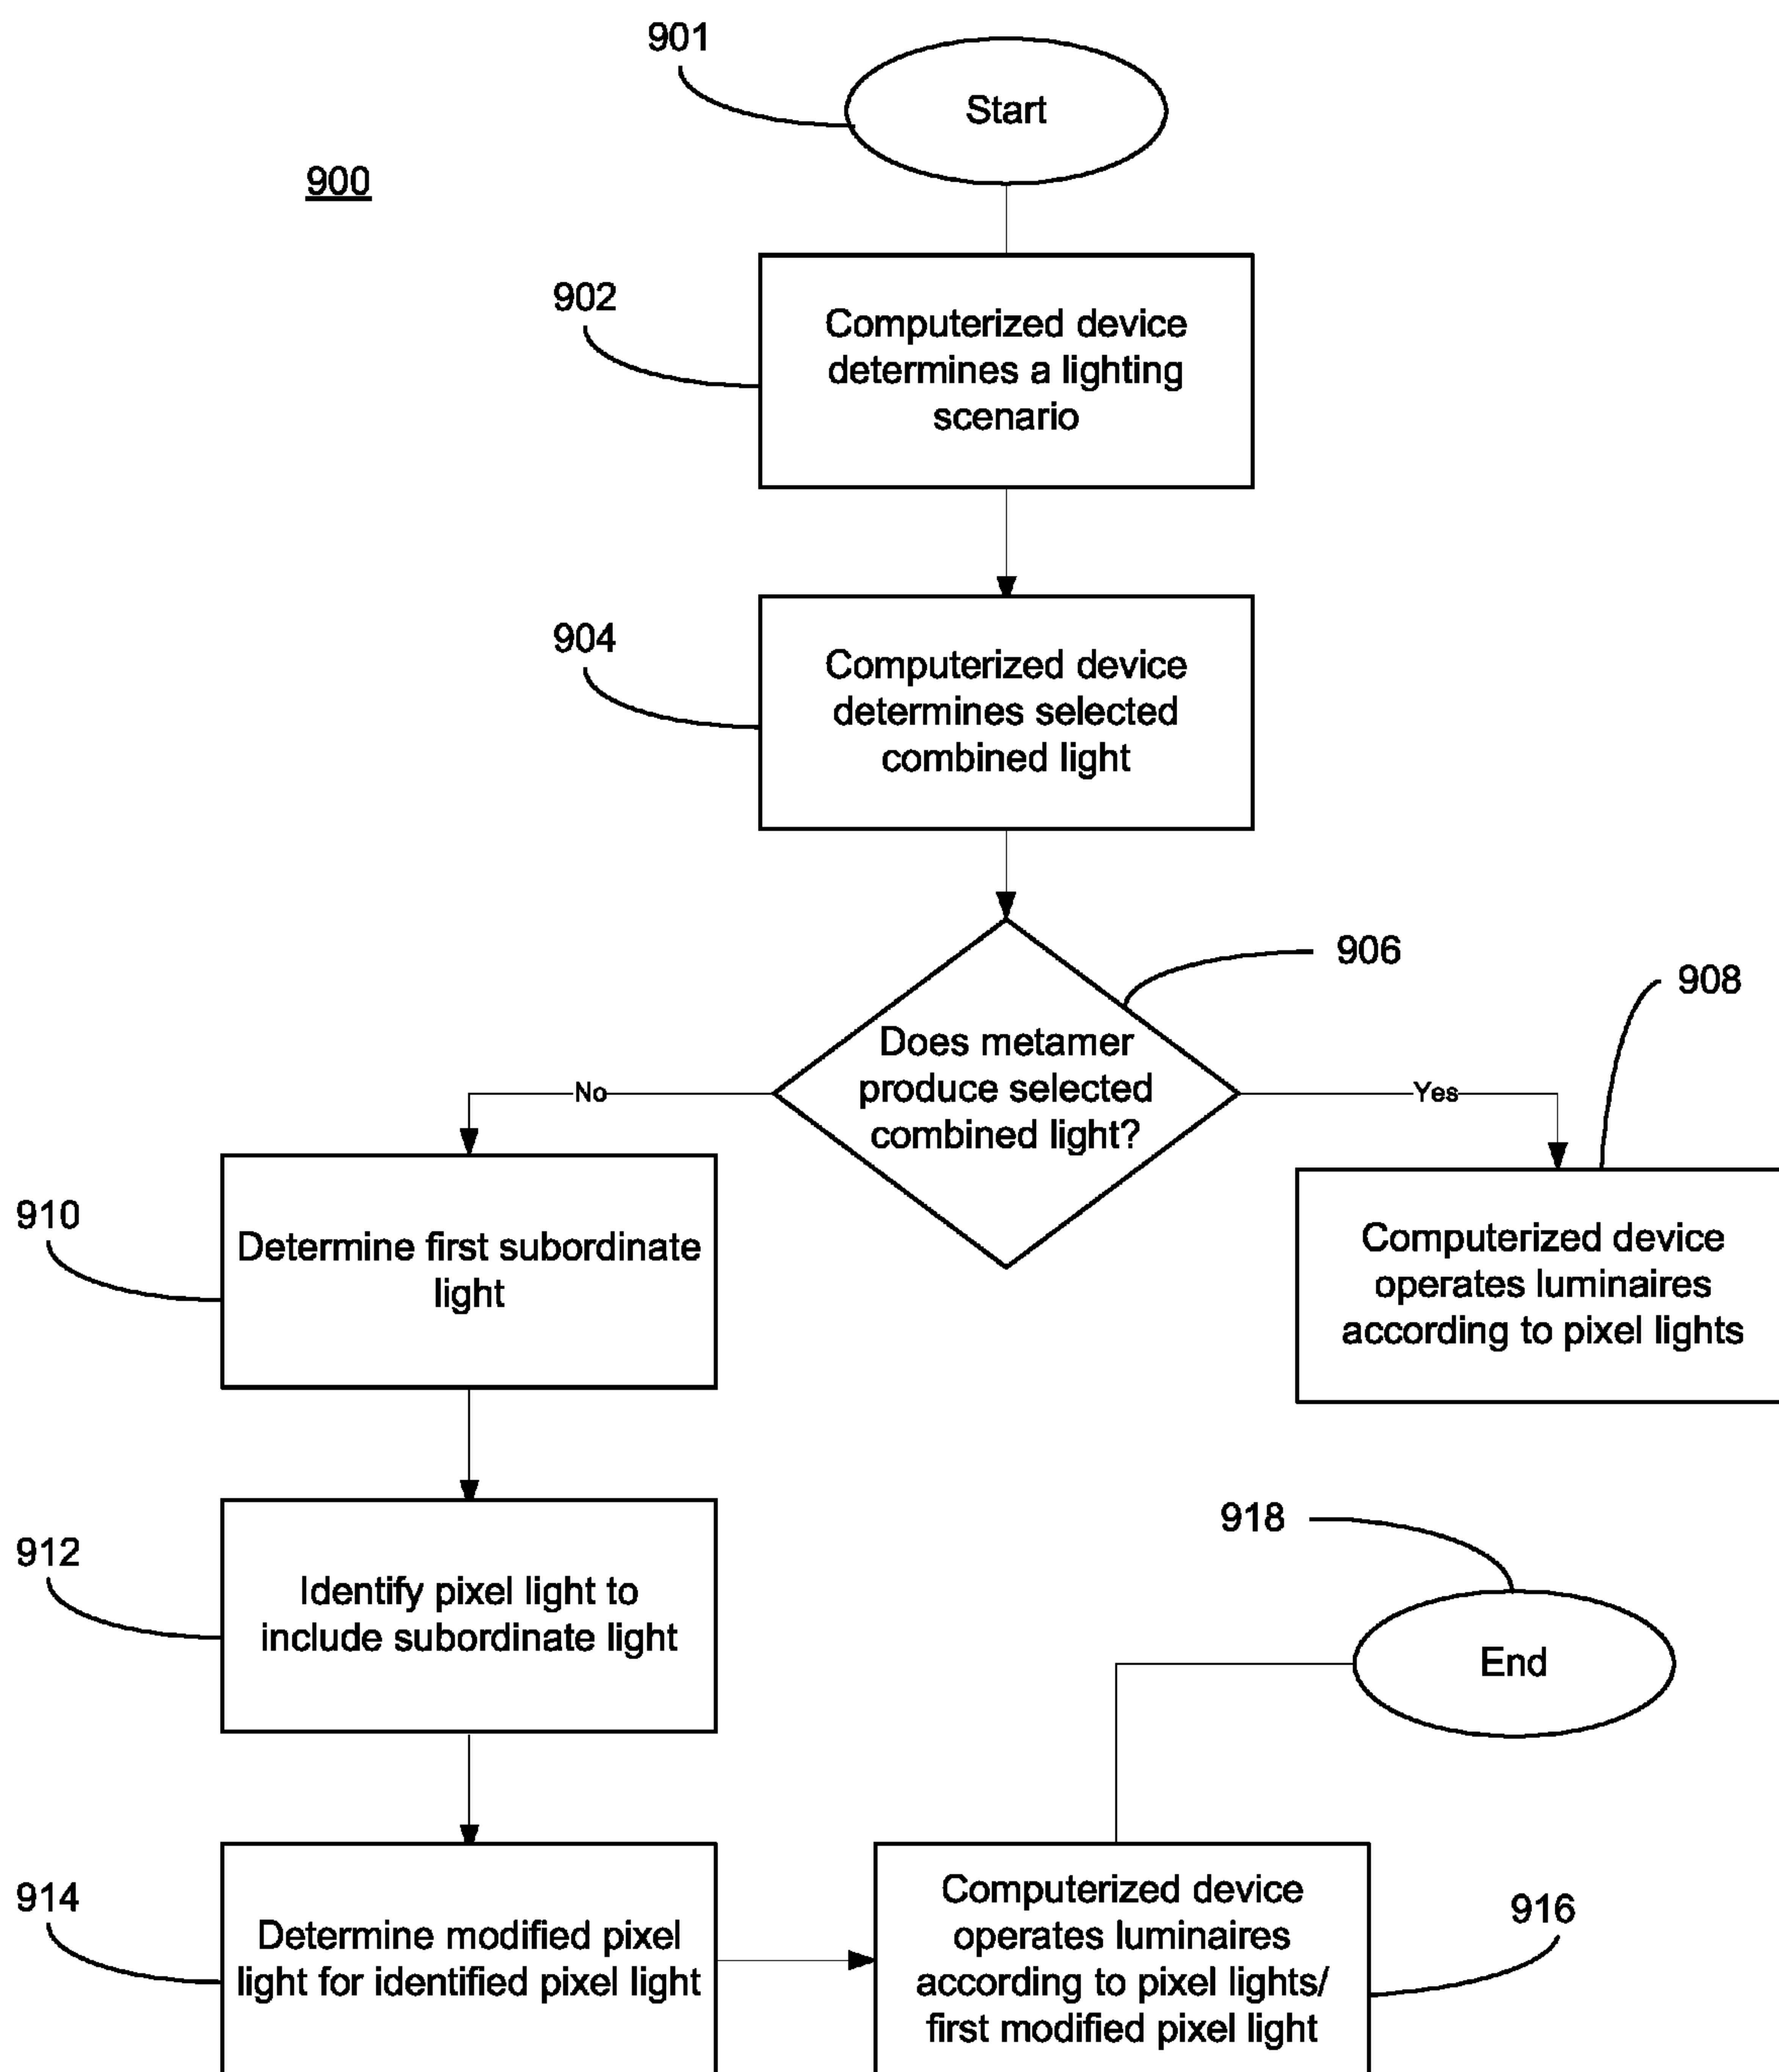 901
Start
900
902
Computerized device
determines a lighting
scenario
904
Computerized device
determines selected
combined light
906
908
Does metamer
produce selected
combined light?
No
Yes
910
Determine first subordinate
light
Computerized device
operates luminaires
according to pixel lights
912
Identify pixel light to
include subordinate light
918
End
914
Determine modified pixel
light for identified pixel light
Computerized device
operates luminaires
according to pixel lights/
first modified pixel light
916